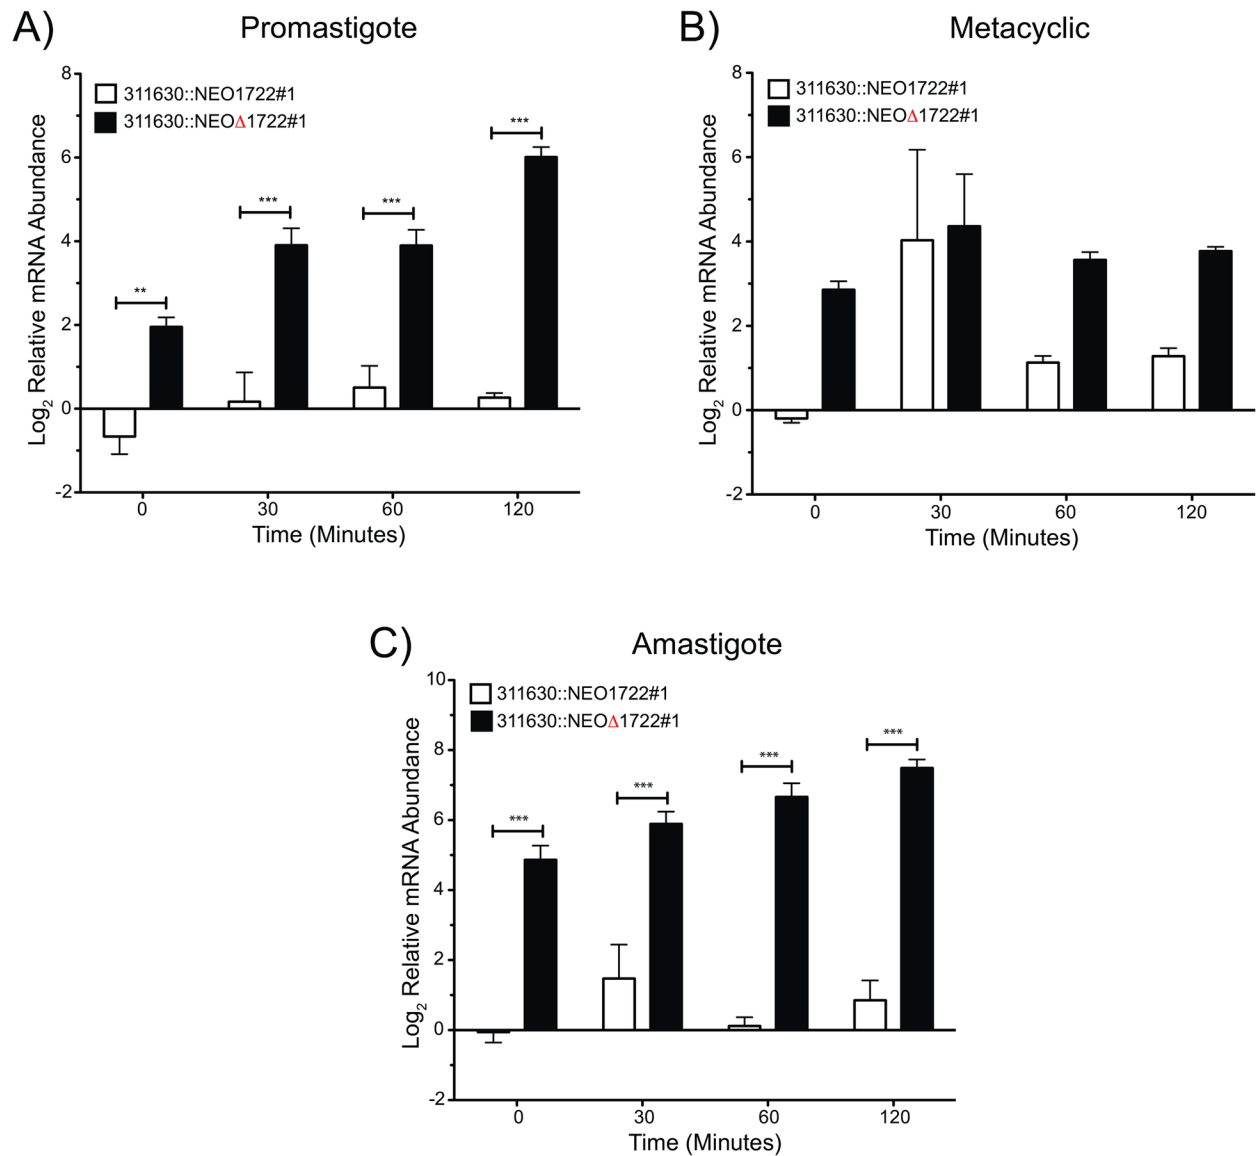 A)
Promastigote
311630::NEO1722#1
311630::NEOΔ1722#1
Log2 Relative mRNA Abundance
8
6
4
2
0
-2
**
***
***
***
0 30 60 120
Time (Minutes)
B)
Metacyclic
311630::NEO1722#1
311630::NEOΔ1722#1
Log2 Relative mRNA Abundance
8
6
4
2
0
-2
0 30 60 120
Time (Minutes)
C)
Amastigote
311630::NEO1722#1
311630::NEOΔ1722#1
Log2 Relative mRNA Abundance
10
8
6
4
2
0
-2
***
***
***
***
0 30 60 120
Time (Minutes)